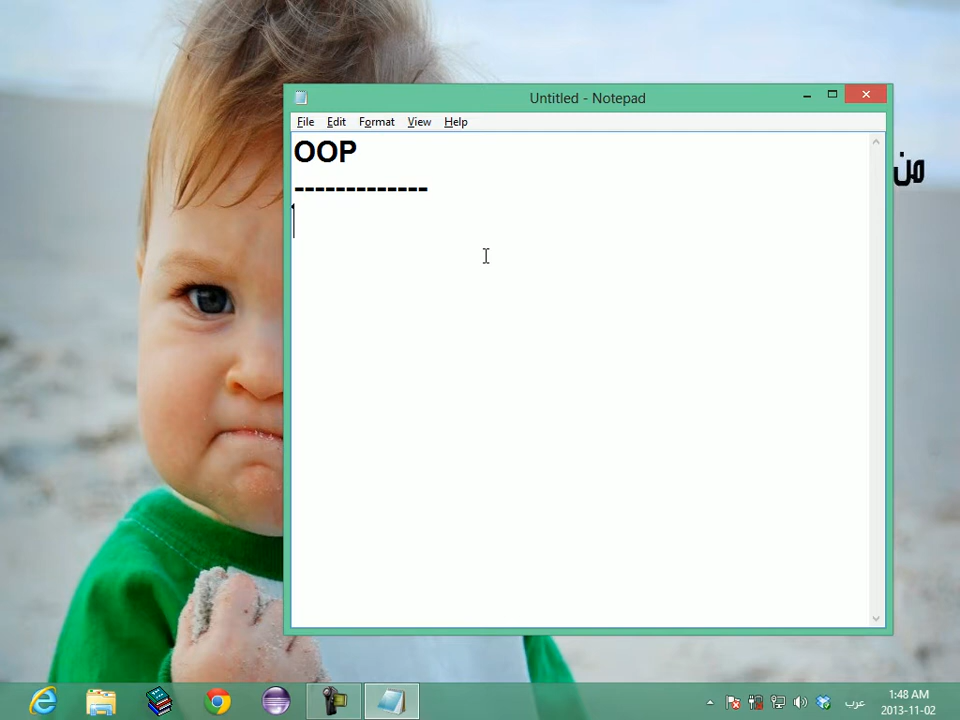 Untitled - Notepad
File Edit Format View Help
OOP
-------------
من
عرب
1:48 AM
2013-11-02